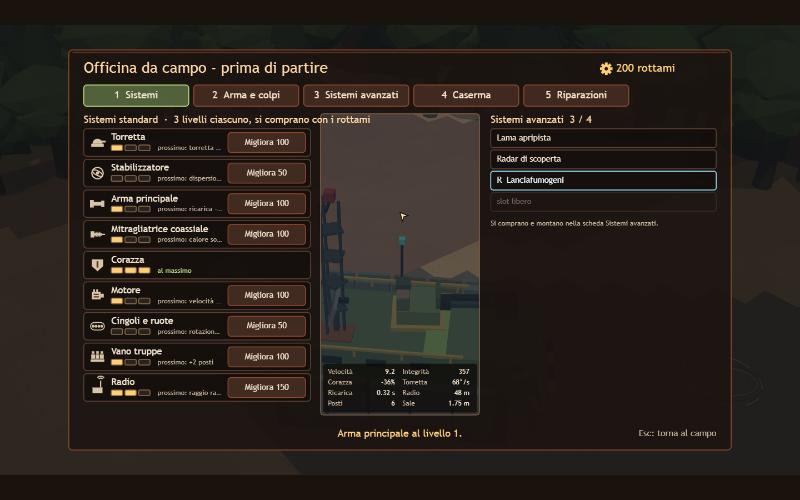 Officina da campo - prima di partire
200 rottami
1 Sistemi
2 Arma e colpi
3 Sistemi avanzati
4 Caserma
5 Riparazioni
Sistemi standard · 3 livelli ciascuno, si comprano con i rottami
Torretta
prossimo: torretta ...
Migliora 100
Stabilizzatore
prossimo: dispersio...
Migliora 50
Arma principale
prossimo: ricarica -...
Migliora 100
Mitragliatrice coassiale
prossimo: calore so...
Migliora 100
Corazza
al massimo
Motore
prossimo: velocità ...
Migliora 100
Cingoli e ruote
prossimo: rotazion...
Migliora 50
Vano truppe
prossimo: +2 posti
Migliora 100
Radio
prossimo: raggio ra...
Migliora 150
Velocità 9.2 Integrità 357
Corazza -36% Torretta 68°/s
Ricarica 0.32 s Radio 48 m
Posti 6 Sale 1.75 m
Sistemi avanzati 3 / 4
Lama apripista
Radar di scoperta
R Lanciafumogeni
slot libero
Si comprano e montano nella scheda Sistemi avanzati.
Arma principale al livello 1.
Esc: torna al campo